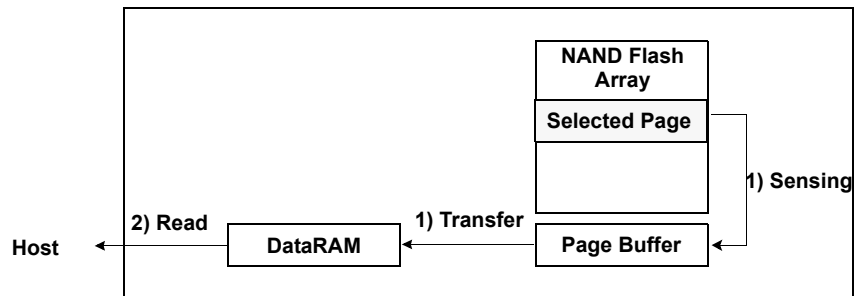 NAND Flash
Array
Selected Page
1) Sensing
2) Read
1) Transfer
Host
DataRAM
Page Buffer